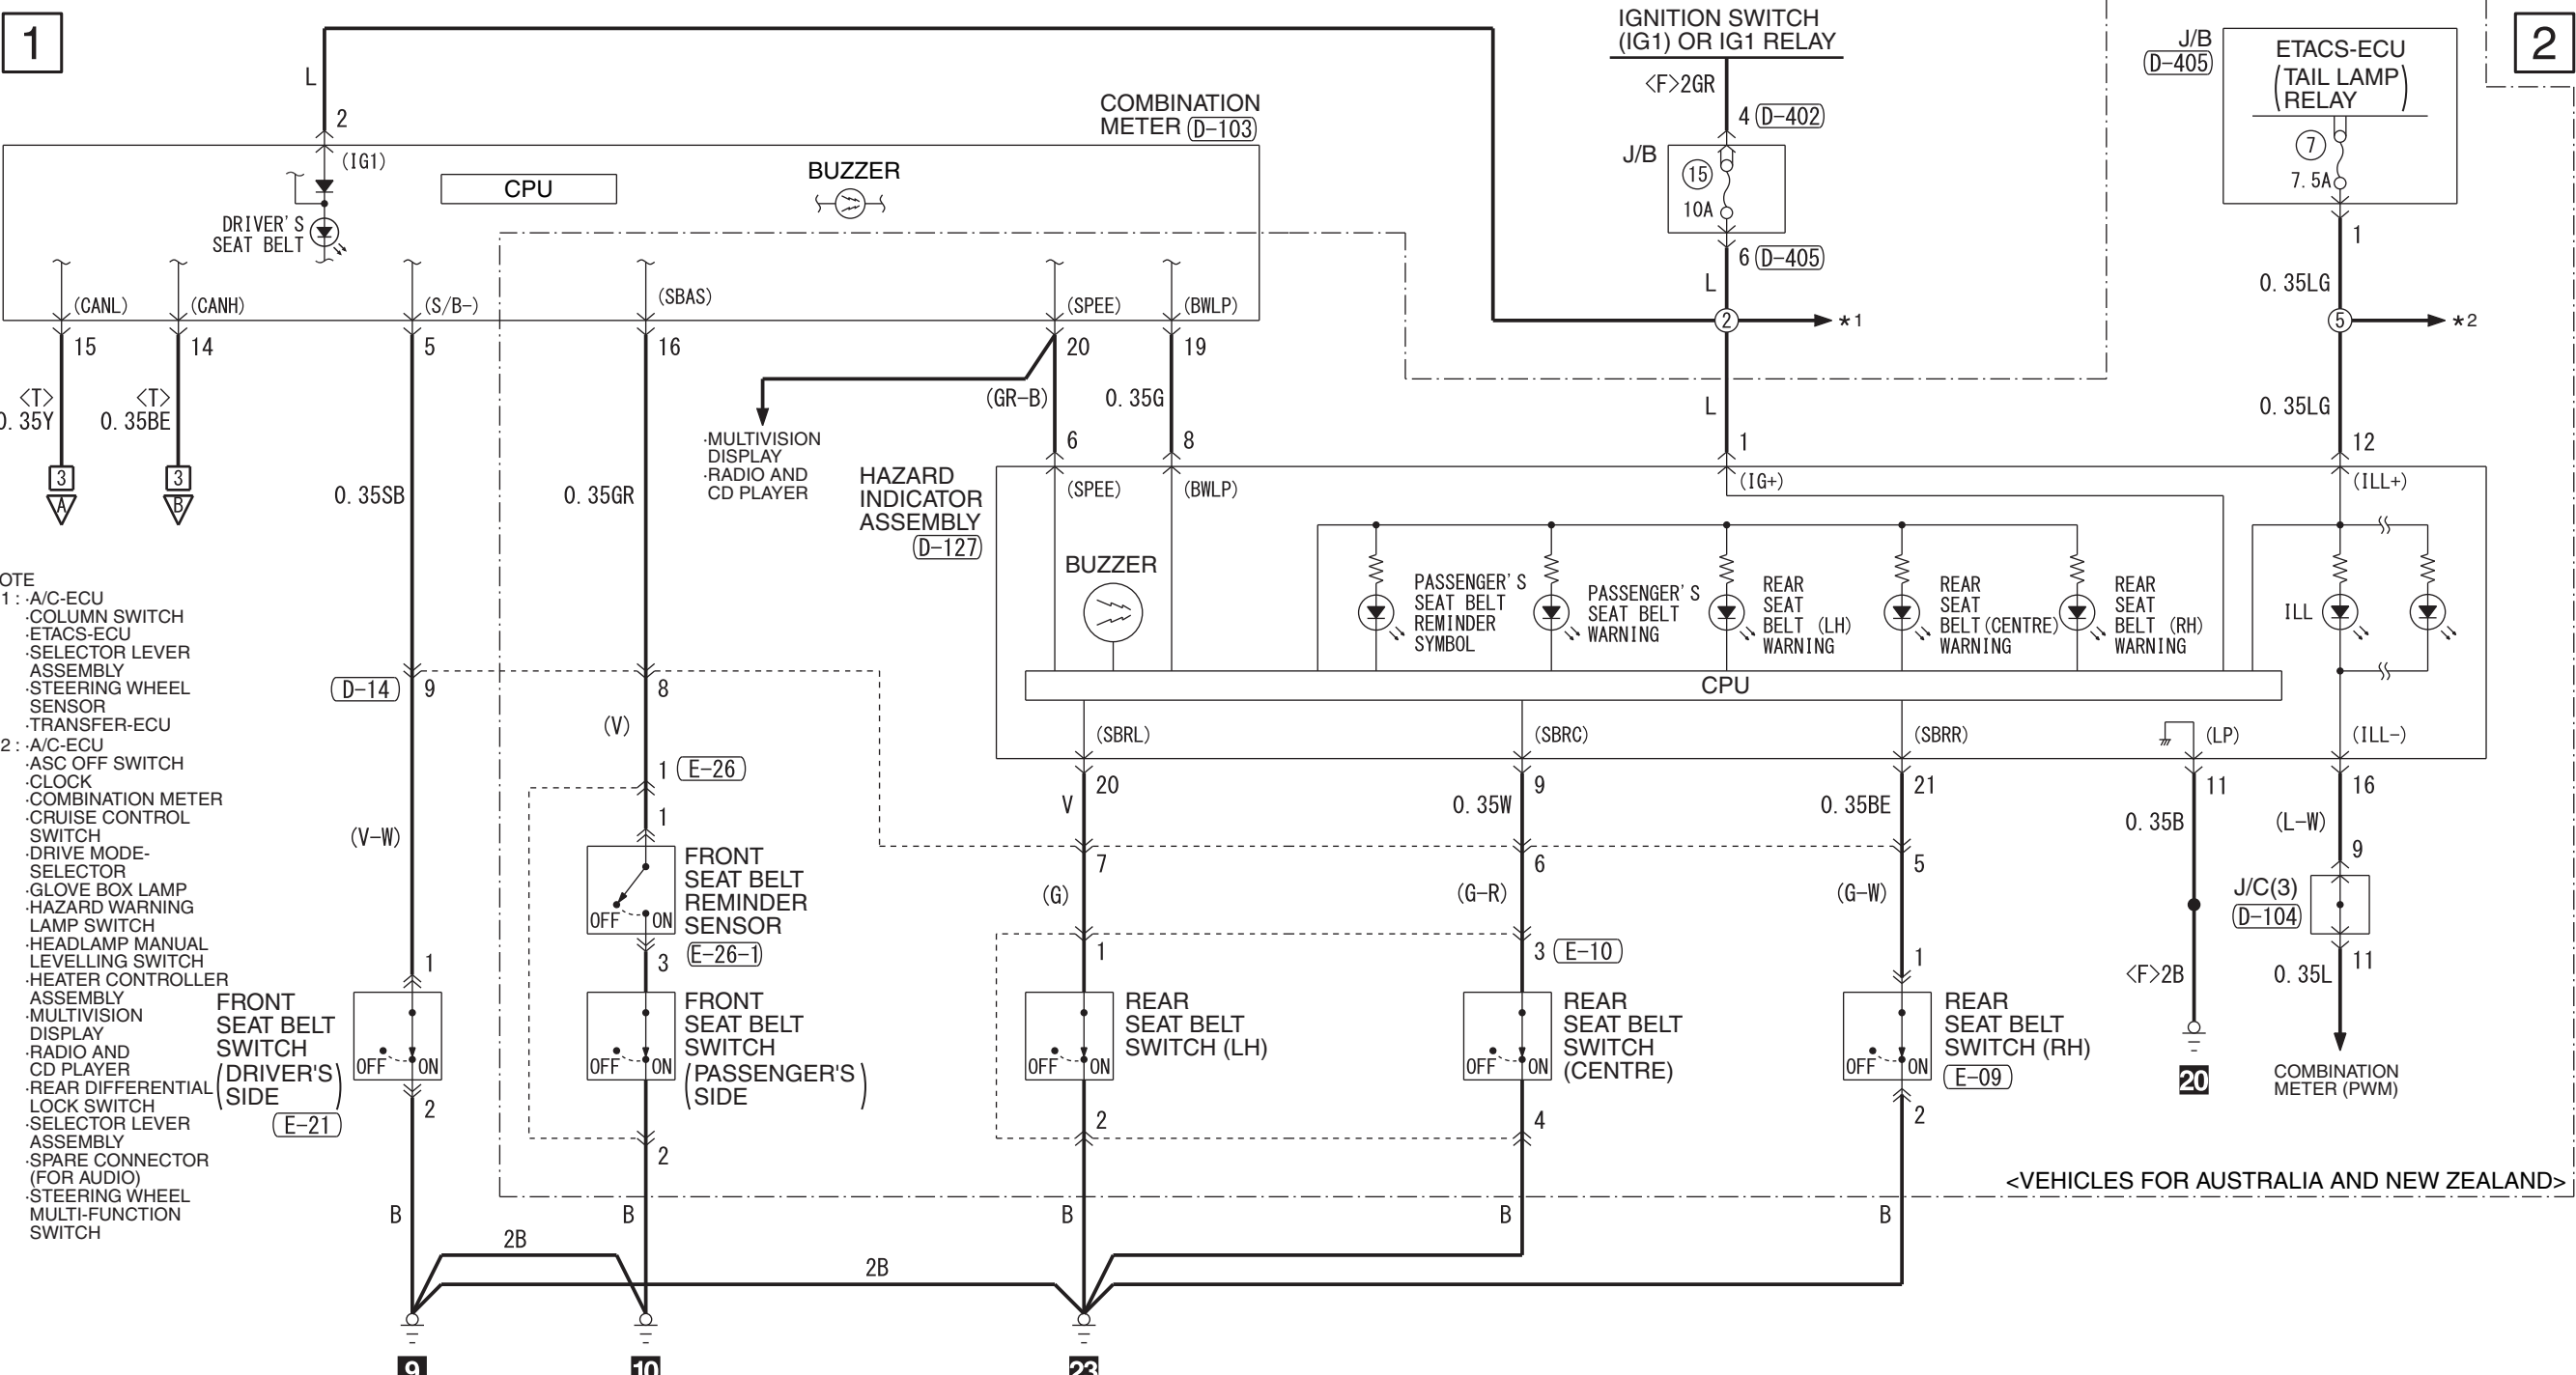 1
L
2
COMBINATION
METER (D-103)
(IG1)
CPU
BUZZER
DRIVER'S
SEAT BELT
(CANL)
(CANH)
(S/B-)
(SBAS)
(SPEE)
(BWLP)
15
14
5
16
20
19
IGNITION SWITCH
(IG1) OR IG1 RELAY
<F>2GR
4 (D-402)
J/B
15
10A
6 (D-405)
L
2
*1
L
1
J/B
(D-405)
ETACS-ECU
(TAIL LAMP)
RELAY
7
7.5A
1
0.35LG
5
*2
0.35LG
12
2
<T>
0.35Y
<T>
0.35BE
3
A
3
B
0.35SB
0.35GR
·MULTIVISION
DISPLAY
·RADIO AND
CD PLAYER
(GR-B)
0.35G
6
8
HAZARD
INDICATOR
ASSEMBLY
(D-127)
(SPEE)
(BWLP)
(IG+)
(ILL+)
BUZZER
PASSENGER'S
SEAT BELT
REMINDER
SYMBOL
PASSENGER'S
SEAT BELT
WARNING
REAR
SEAT
BELT (LH)
WARNING
REAR
SEAT
BELT(CENTRE)
WARNING
REAR
SEAT
BELT (RH)
WARNING
ILL
CPU
(SBRL)
(SBRC)
(SBRR)
(LP)
(ILL-)
20
9
21
11
16
OTE
1 : ·A/C-ECU
·COLUMN SWITCH
·ETACS-ECU
·SELECTOR LEVER
ASSEMBLY
·STEERING WHEEL
SENSOR
·TRANSFER-ECU
2 : ·A/C-ECU
·ASC OFF SWITCH
·CLOCK
·COMBINATION METER
·CRUISE CONTROL
SWITCH
·DRIVE MODE-
SELECTOR
·GLOVE BOX LAMP
·HAZARD WARNING
LAMP SWITCH
·HEADLAMP MANUAL
LEVELLING SWITCH
·HEATER CONTROLLER
ASSEMBLY
·MULTIVISION
DISPLAY
·RADIO AND
CD PLAYER
·REAR DIFFERENTIAL
LOCK SWITCH
·SELECTOR LEVER
ASSEMBLY
·SPARE CONNECTOR
(FOR AUDIO)
·STEERING WHEEL
MULTI-FUNCTION
SWITCH
(D-14) 9
8
(V)
1 (E-26)
1
(V-W)
FRONT
SEAT BELT
REMINDER
SENSOR
(E-26-1)
OFF ON
3
1
FRONT
SEAT BELT
SWITCH
(DRIVER'S)
SIDE
(E-21)
OFF ON
2
FRONT
SEAT BELT
SWITCH
(PASSENGER'S)
SIDE
OFF ON
2
V
7
(G)
1
REAR
SEAT BELT
SWITCH (LH)
OFF ON
2
0.35W
6
(G-R)
3 (E-10)
REAR
SEAT BELT
SWITCH
(CENTRE)
OFF ON
4
0.35BE
5
(G-W)
1
REAR
SEAT BELT
SWITCH (RH)
(E-09)
OFF ON
2
0.35B
<F>2B
20
(L-W)
9
J/C(3)
(D-104)
11
0.35L
COMBINATION
METER (PWM)
<VEHICLES FOR AUSTRALIA AND NEW ZEALAND>
B
B
B
B
B
2B
2B
9
10
23